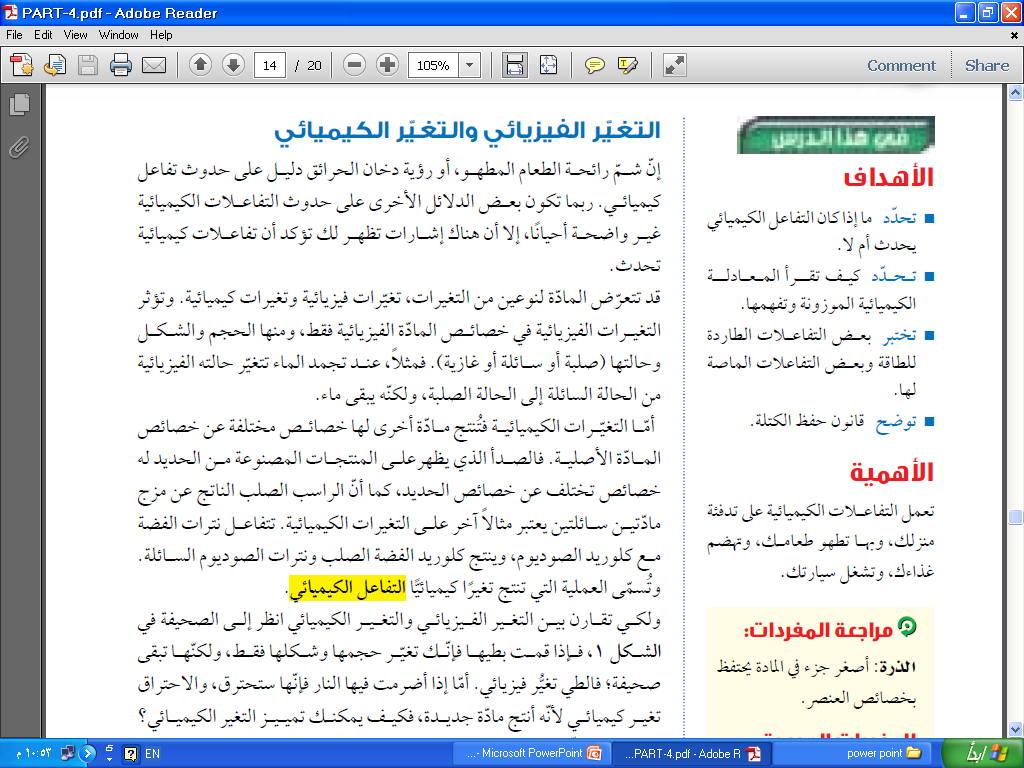 PART-4.pdf - Adobe Reader
File Edit View Window Help
14 / 20 105% Comment Share
في هذا الدرس
الأهداف
تحدّد ما إذا كان التفاعل الكيميائي
يحدث أم لا.
تحدّد كيف تقرأ المعادلة
الكيميائية الموزونة وتفهمها.
تختبر بعض التفاعلات الطاردة
للطاقة وبعض التفاعلات الماصة
لها.
توضح قانون حفظ الكتلة.
الأهمية
تعمل التفاعلات الكيميائية على تدفئة
منزلك، وبها تطهو طعامك، وتهضم
غذاءك، وتشغل سيارتك.
مراجعة المفردات:
الذرة: أصغر جزء في المادة يحتفظ
بخصائص العنصر.
التغيّر الفيزيائي والتغيّر الكيميائي
إنّ شمّ رائحة الطعام المطهو، أو رؤية دخان الحرائق دليل على حدوث تفاعل
كيميائي. ربما تكون بعض الدلائل الأخرى على حدوث التفاعلات الكيميائية
غير واضحة أحيانًا، إلا أن هناك إشارات تظهر لك تؤكد أن تفاعلات كيميائية
تحدث.
قد تتعرّض المادّة لنوعين من التغيرات، تغيّرات فيزيائية وتغيرات كيميائية. وتؤثر
التغيرات الفيزيائية في خصائص المادّة الفيزيائية فقط، ومنها الحجم والشكل
وحالتها (صلبة أو سائلة أو غازية). فمثلاً، عند تجمد الماء تتغيّر حالته الفيزيائية
من الحالة السائلة إلى الحالة الصلبة، ولكنّه يبقى ماء.
أمّا التغيّرات الكيميائية فتُنتج مادّة أخرى لها خصائص مختلفة عن خصائص
المادّة الأصلية. فالصدأ الذي يظهر على المنتجات المصنوعة من الحديد له
خصائص تختلف عن خصائص الحديد، كما أنّ الراسب الصلب الناتج عن مزج
مادّتين سائلتين يعتبر مثالاً آخر على التغيرات الكيميائية. تتفاعل نترات الفضة
مع كلوريد الصوديوم، وينتج كلوريد الفضة الصلب ونترات الصوديوم السائلة.
وتُسمّى العملية التي تنتج تغيرًا كيميائيًّا التفاعل الكيميائي.
ولكي تقارن بين التغير الفيزيائي والتغير الكيميائي انظر إلى الصحيفة في
الشكل ١، فإذا قمت بطيها فإنّك تغيّر حجمها وشكلها فقط، ولكنّها تبقى
صحيفة؛ فالطي تغيُّر فيزيائي. أمّا إذا أضرمت فيها النار فإنّها ستحترق، والاحتراق
تغير كيميائي لأنّه أنتج مادّة جديدة، فكيف يمكنك تمييز التغير الكيميائي؟
ابدأ
power point
...PART-4.pdf - Adobe R
...- Microsoft PowerPoint
EN
١٠:٥٣ م